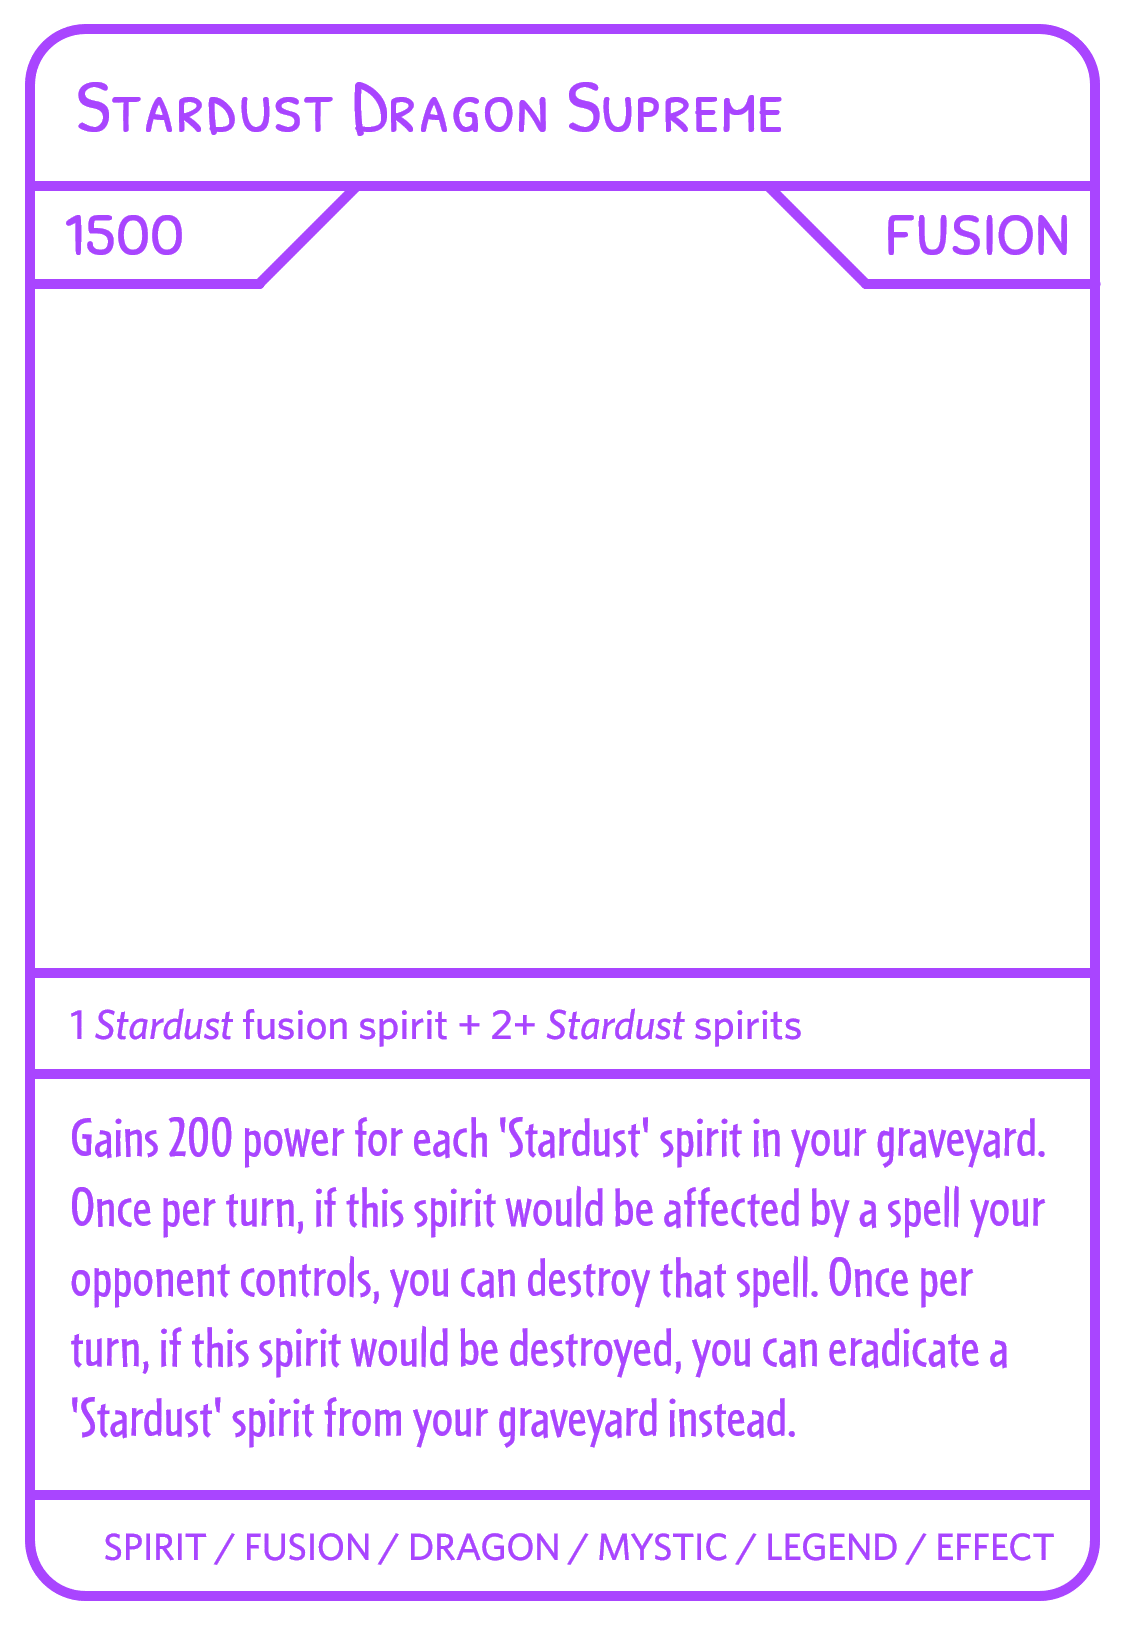 Stardust Dragon Supreme
1500
FUSION
1 Stardust fusion spirit + 2+ Stardust spirits
Gains 200 power for each 'Stardust' spirit in your graveyard.
Once per turn, if this spirit would be affected by a spell your
opponent controls, you can destroy that spell. Once per
turn, if this spirit would be destroyed, you can eradicate a
'Stardust' spirit from your graveyard instead.
SPIRIT / FUSION / DRAGON / MYSTIC / LEGEND / EFFECT